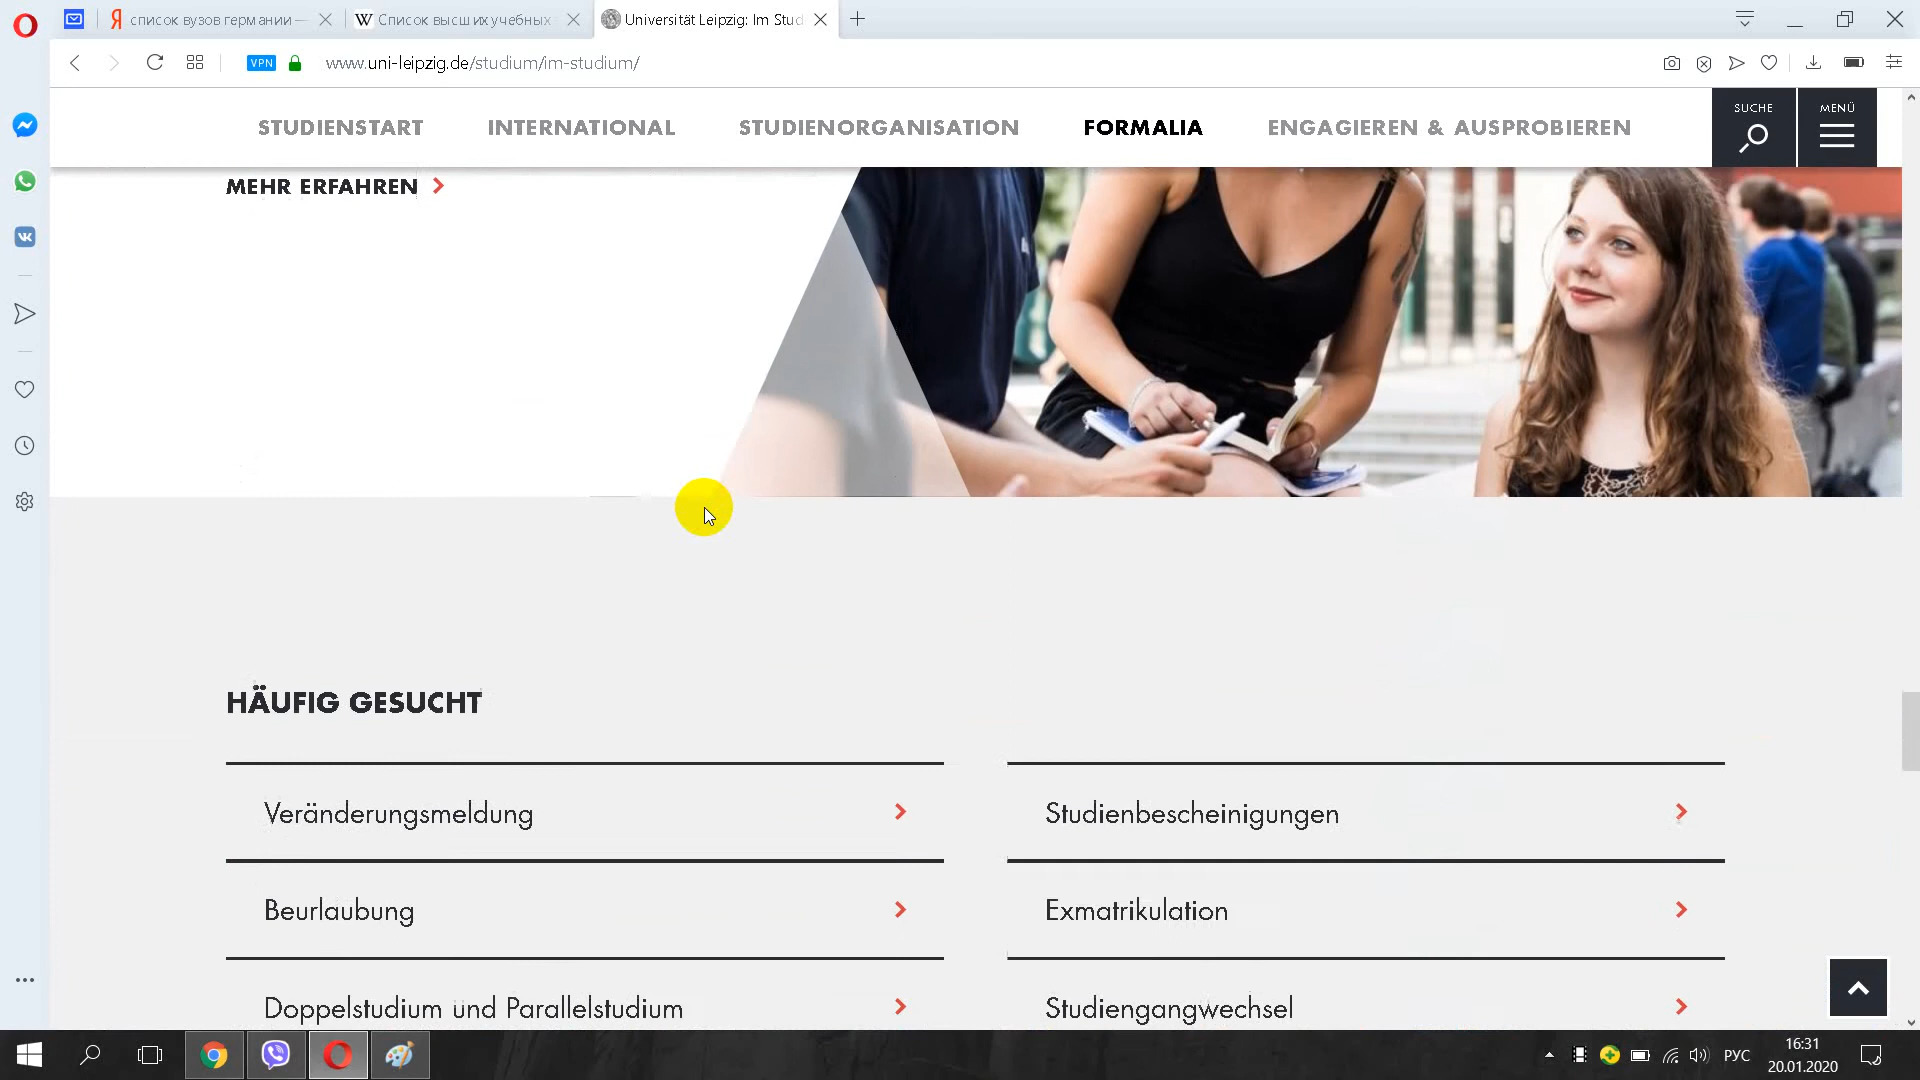 список вузов германии —
Список высших учебных
Universität Leipzig: Im Stud
VPN
www.uni-leipzig.de/studium/im-studium/
STUDIENSTART
INTERNATIONAL
STUDIENORGANISATION
FORMALIA
ENGAGIEREN & AUSPROBIEREN
SUCHE
MENÜ
MEHR ERFAHREN
HÄUFIG GESUCHT
Veränderungsmeldung
Studienbescheinigungen
Beurlaubung
Exmatrikulation
Doppelstudium und Parallelstudium
Studiengangwechsel
РУС
16:31
20.01.2020